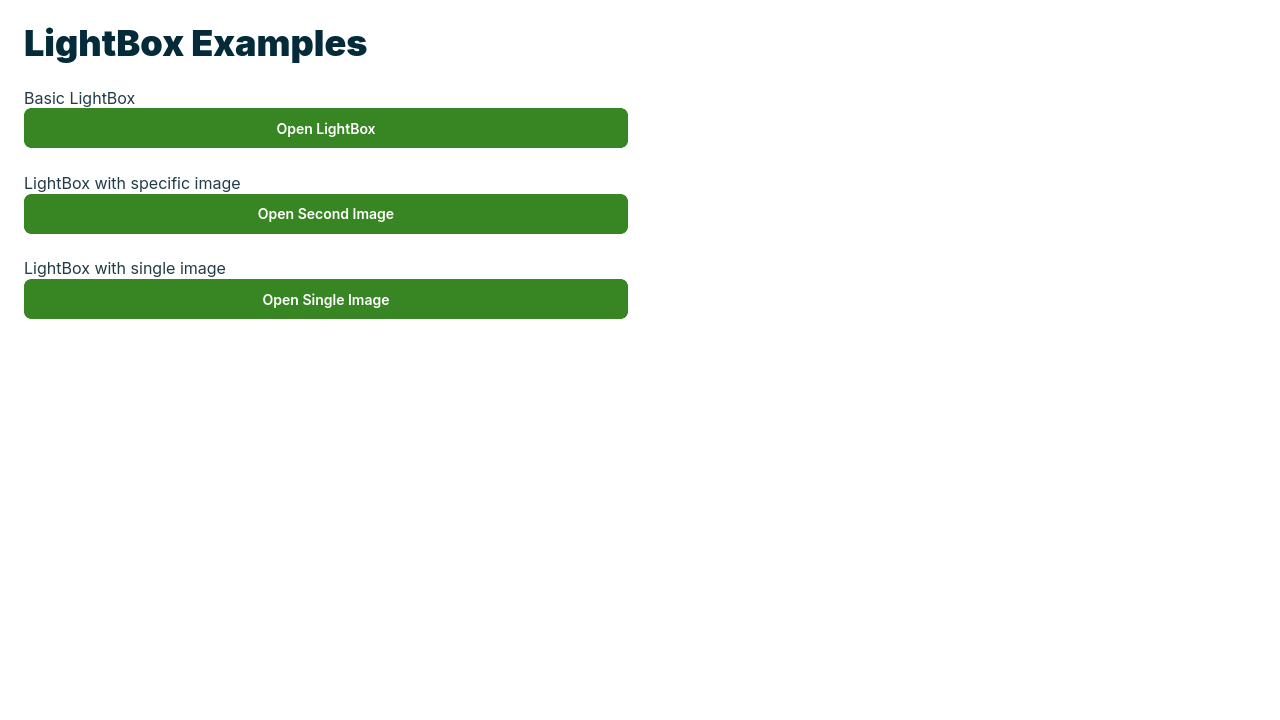 LightBox Examples
Basic LightBox
Open LightBox
LightBox with specific image
Open Second Image
LightBox with single image
Open Single Image